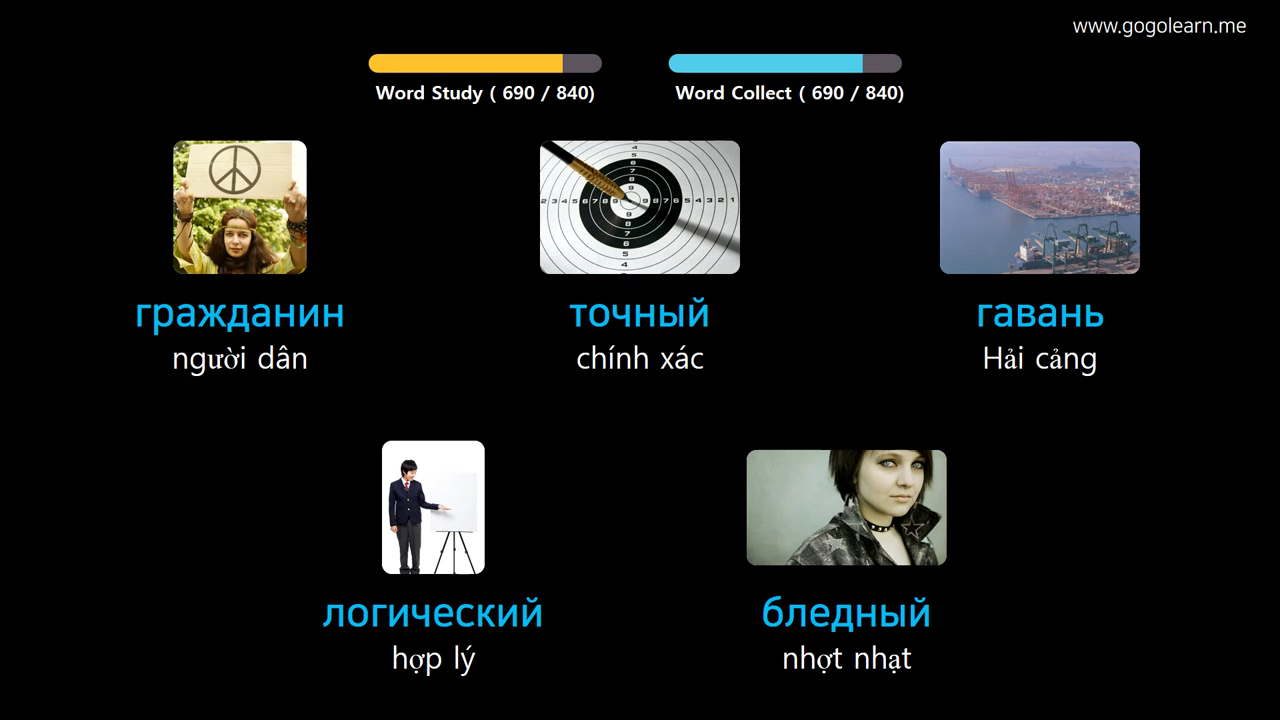 www.gogolearn.me
Word Study ( 690 / 840)
Word Collect ( 690 / 840)
гражданин
người dân
точный
chính xác
гавань
Hải cảng
логический
hợp lý
бледный
nhợt nhạt